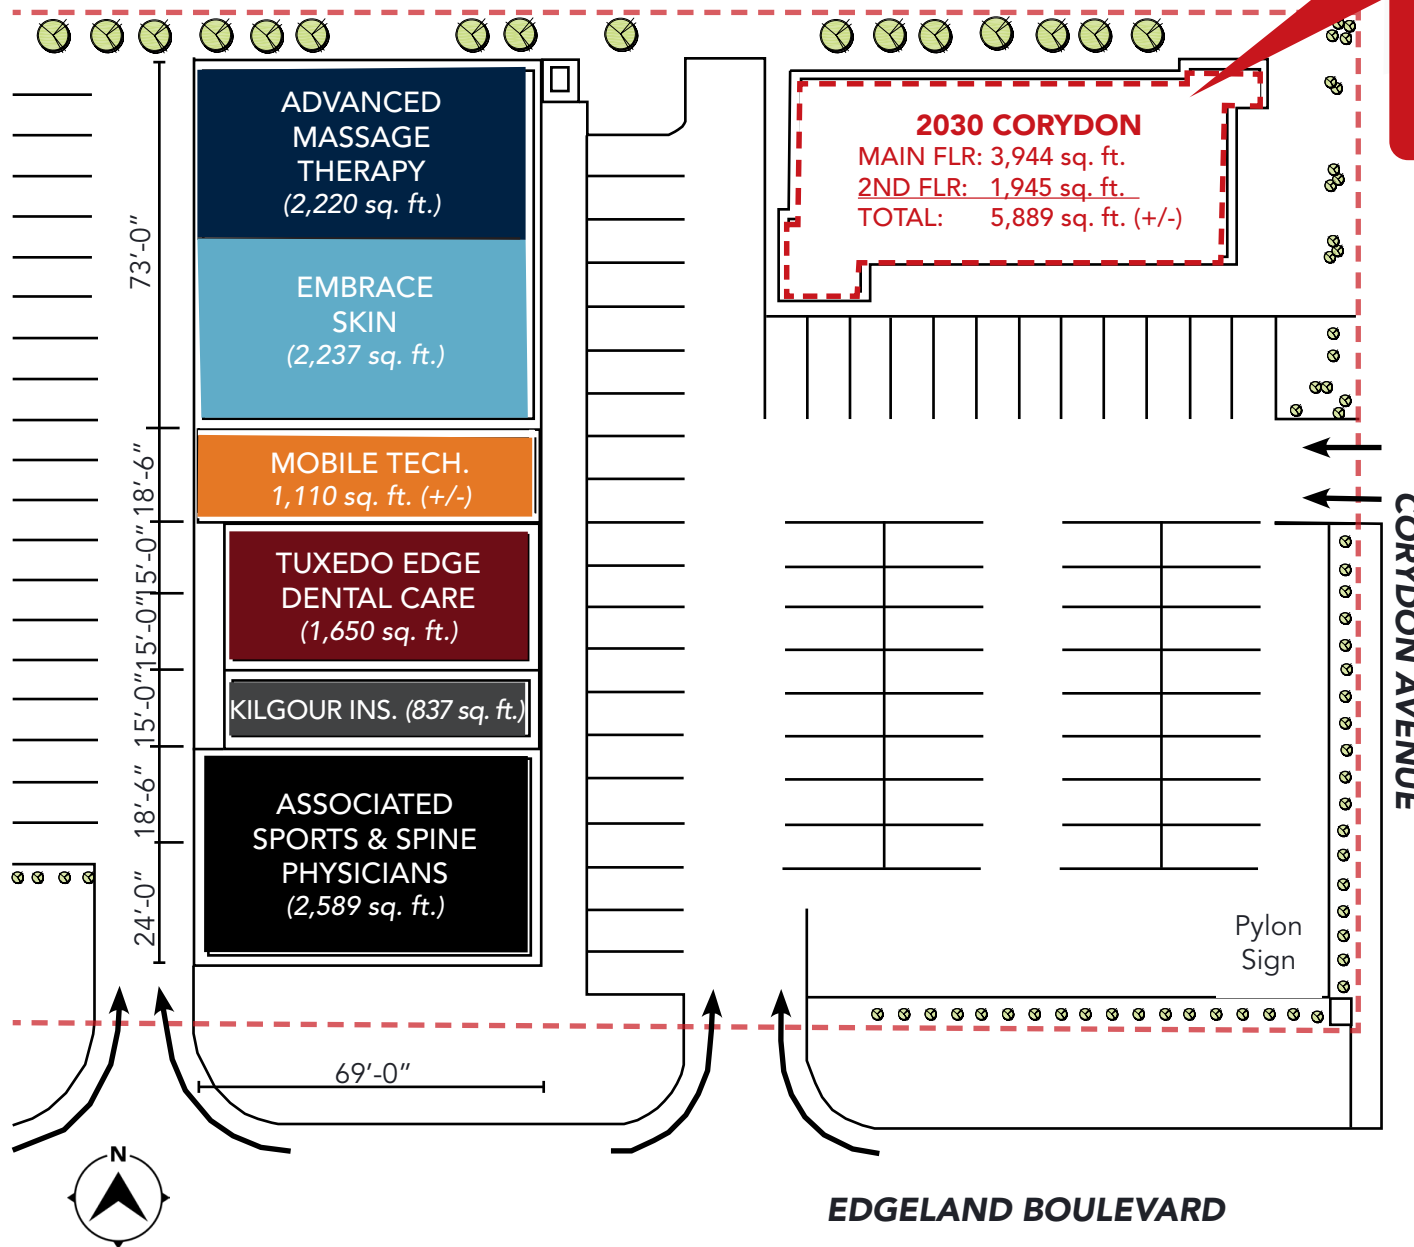 ADVANCED
MASSAGE
THERAPY
(2,220 sq. ft.)
EMBRACE
SKIN
(2,237 sq. ft.)
MOBILE TECH.
1,110 sq. ft. (+/-)
TUXEDO EDGE
DENTAL CARE
(1,650 sq. ft.)
KILGOUR INS. (837 sq. ft.)
ASSOCIATED
SPORTS & SPINE
PHYSICIANS
(2,589 sq. ft.)
73'-0"
18'-6"
15'-0"
15'-0"
15'-0"
18'-6"
24'-0"
69'-0"
2030 CORYDON
MAIN FLR: 3,944 sq. ft.
2ND FLR: 1,945 sq. ft.
TOTAL: 5,889 sq. ft. (+/-)
CORYDON AVENUE
Pylon
Sign
N
EDGELAND BOULEVARD